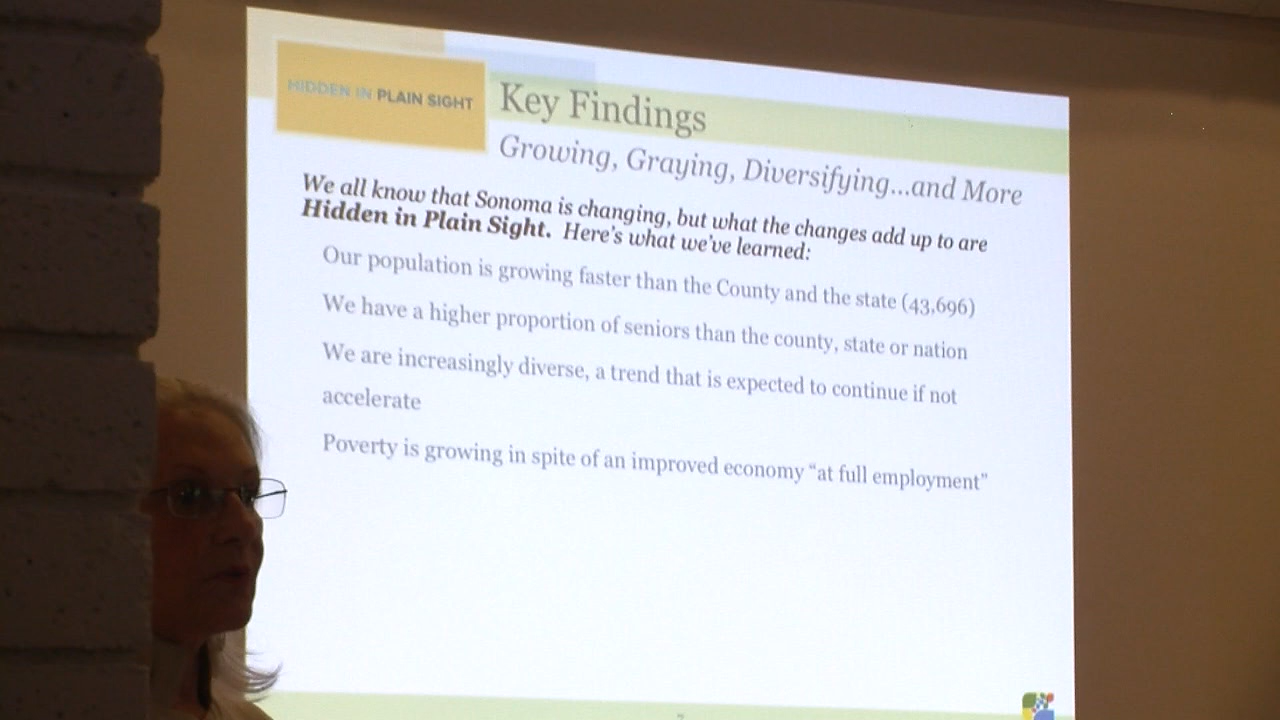 HIDDEN IN PLAIN SIGHT
Key Findings
Growing, Graying, Diversifying...and More
We all know that Sonoma is changing, but what the changes add up to are
Hidden in Plain Sight. Here's what we've learned:
Our population is growing faster than the County and the state (43,696)
We have a higher proportion of seniors than the county, state or nation
We are increasingly diverse, a trend that is expected to continue if not
accelerate
Poverty is growing in spite of an improved economy “at full employment”